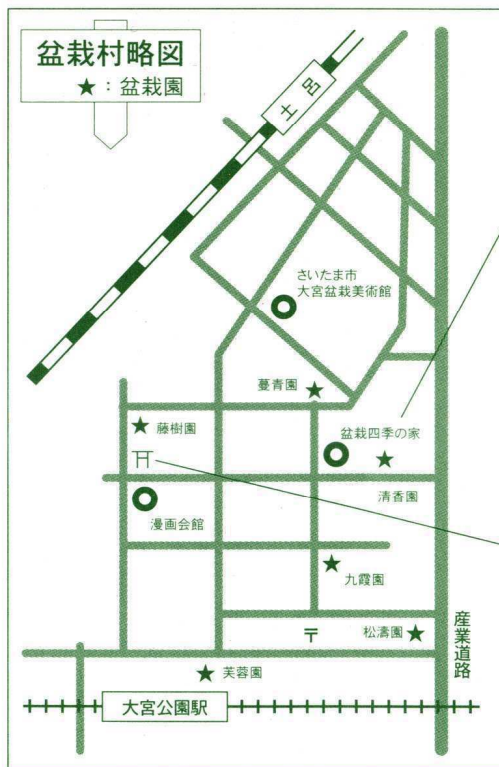 盆栽村略図
★：盆栽園
土呂
さいたま市
大宮盆栽美術館
蔓青園
藤樹園
盆栽四季の家
清香園
漫画会館
九霞園
〒
松濤園
産業道路
芙蓉園
大宮公園駅